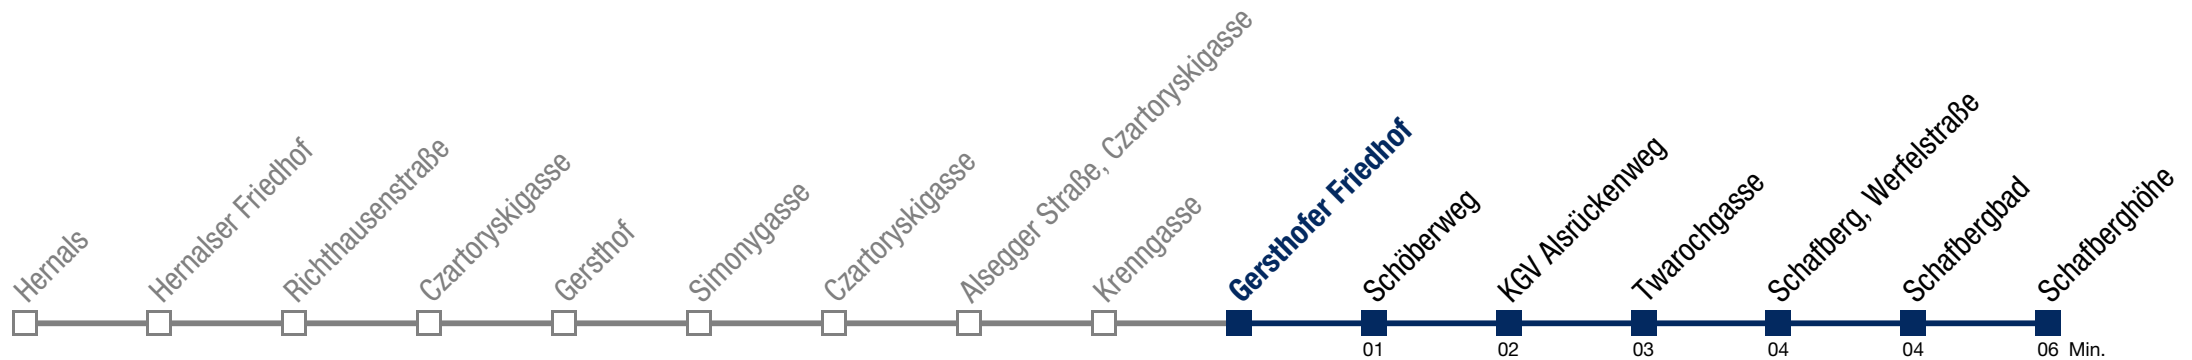 Hernals
Hernalser Friedhof
Richthausenstraße
Czartoryskigasse
Gersthof
Simonygasse
Czartoryskigasse
Alsegger Straße, Czartoryskigasse
Krenngasse
Gersthofer Friedhof
Schöberweg
KGV Alsrückenweg
Twarochgasse
Schafberg, Werfelstraße
Schafbergbad
Schafberghöhe
01 02 03 04 04 06 Min.